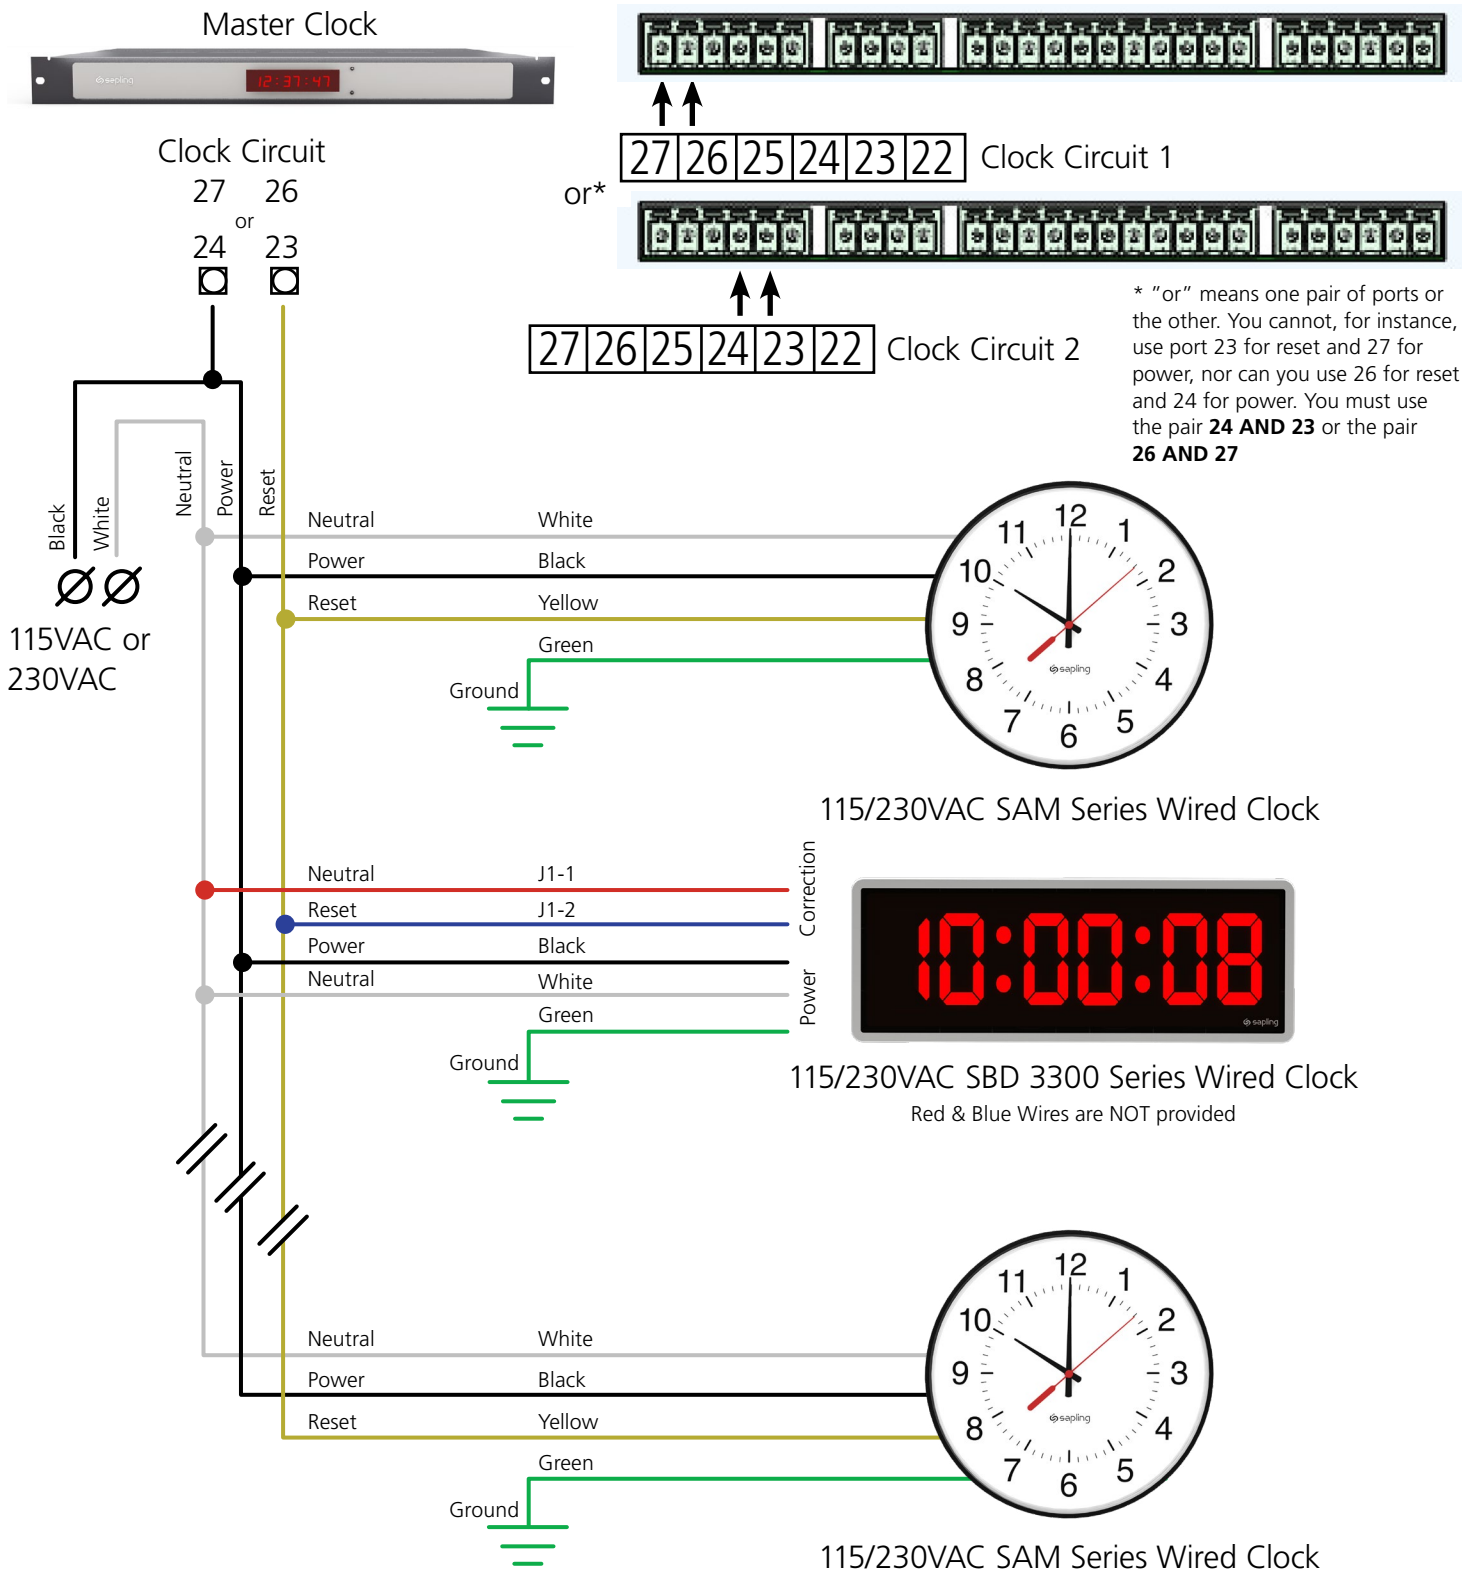 Master Clock
sapling
12:37:47
Clock Circuit
27 26
or
24 23
27 26 25 24 23 22 Clock Circuit 1
or*
27 26 25 24 23 22 Clock Circuit 2
* "or" means one pair of ports or
the other. You cannot, for instance,
use port 23 for reset and 27 for
power, nor can you use 26 for reset
and 24 for power. You must use
the pair 24 AND 23 or the pair
26 AND 27
Black
White
Neutral
Power
Reset
115VAC or
230VAC
Neutral White
Power Black
Reset Yellow
Green
Ground
12
1
2
3
4
5
6
7
8
9
10
11
sapling
115/230VAC SAM Series Wired Clock
Neutral J1-1
Reset J1-2
Power Black
Neutral White
Green
Ground
Correction
Power
10:00:08
sapling
115/230VAC SBD 3300 Series Wired Clock
Red & Blue Wires are NOT provided
Neutral White
Power Black
Reset Yellow
Green
Ground
12
1
2
3
4
5
6
7
8
9
10
11
sapling
115/230VAC SAM Series Wired Clock